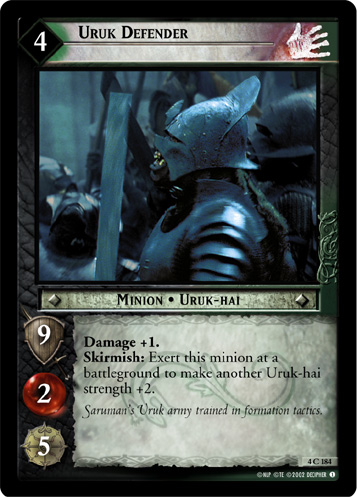 4
Uruk Defender
Minion • Uruk-hai
9
Damage +1.
Skirmish: Exert this minion at a
battleground to make another Uruk-hai
strength +2.
2
Saruman's Uruk army trained in formation tactics.
5
4 C 184
©NLP ™TE ©2002 DECIPHER